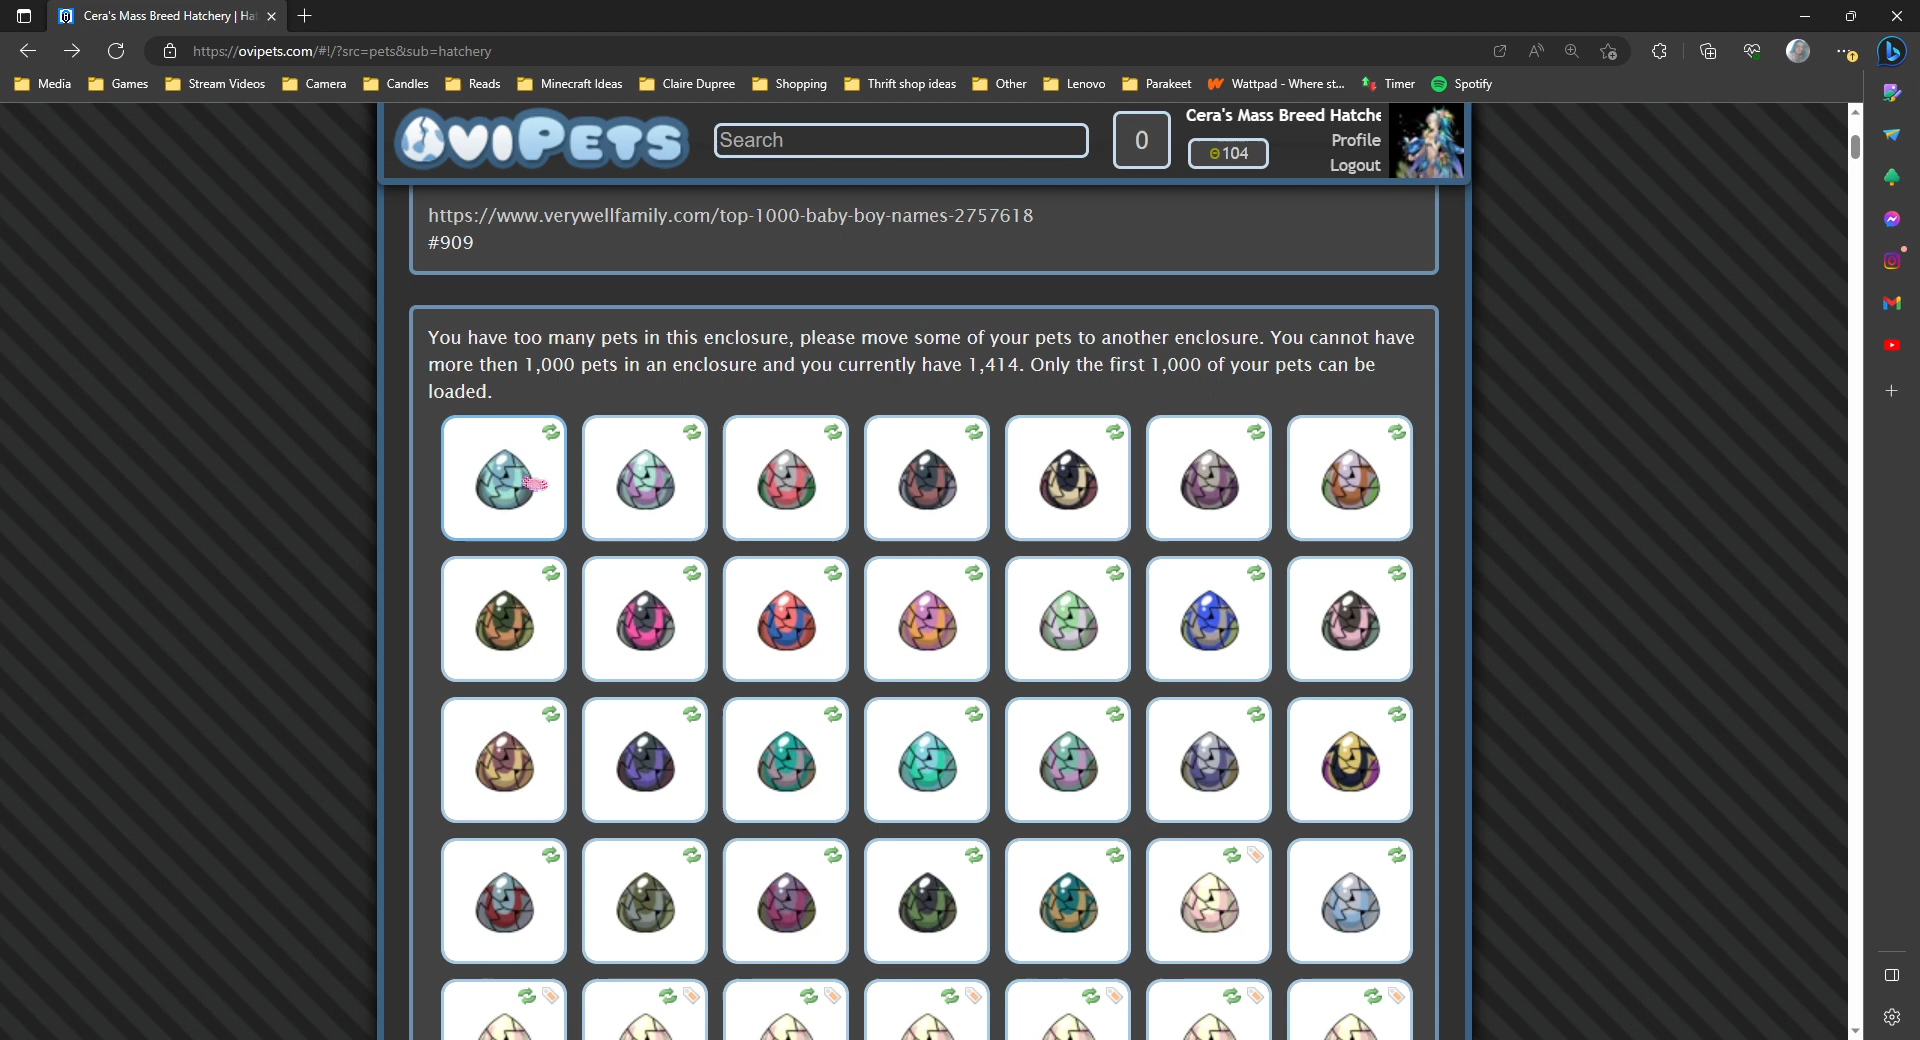 Cera's Mass Breed Hatchery | Ha
https://ovipets.com/#!/?src=pets&sub=hatchery
Media Games Stream Videos Camera Candles Reads Minecraft Ideas Claire Dupree Shopping Thrift shop ideas Other Lenovo Parakeet Wattpad - Where st... Timer Spotify
OviPets
Search
0
Cera's Mass Breed Hatche
104
Profile
Logout
https://www.verywellfamily.com/top-1000-baby-boy-names-2757618
#909
You have too many pets in this enclosure, please move some of your pets to another enclosure. You cannot have
more then 1,000 pets in an enclosure and you currently have 1,414. Only the first 1,000 of your pets can be
loaded.